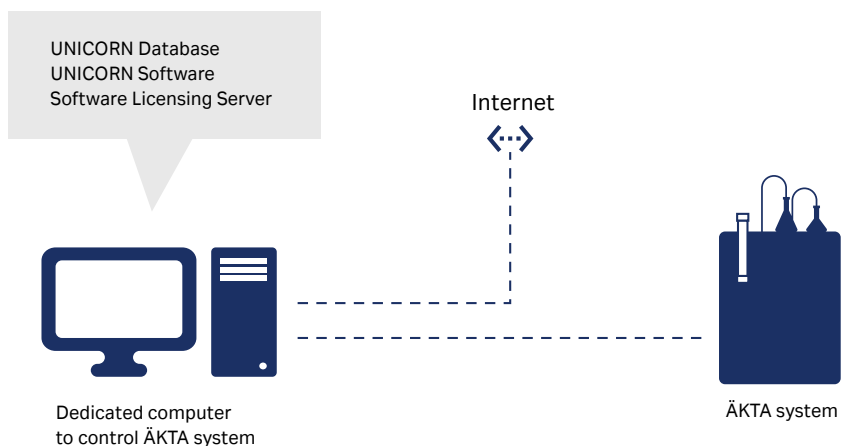 UNICORN Database
UNICORN Software
Software Licensing Server
Internet
Dedicated computer
to control ÄKTA system
ÄKTA system